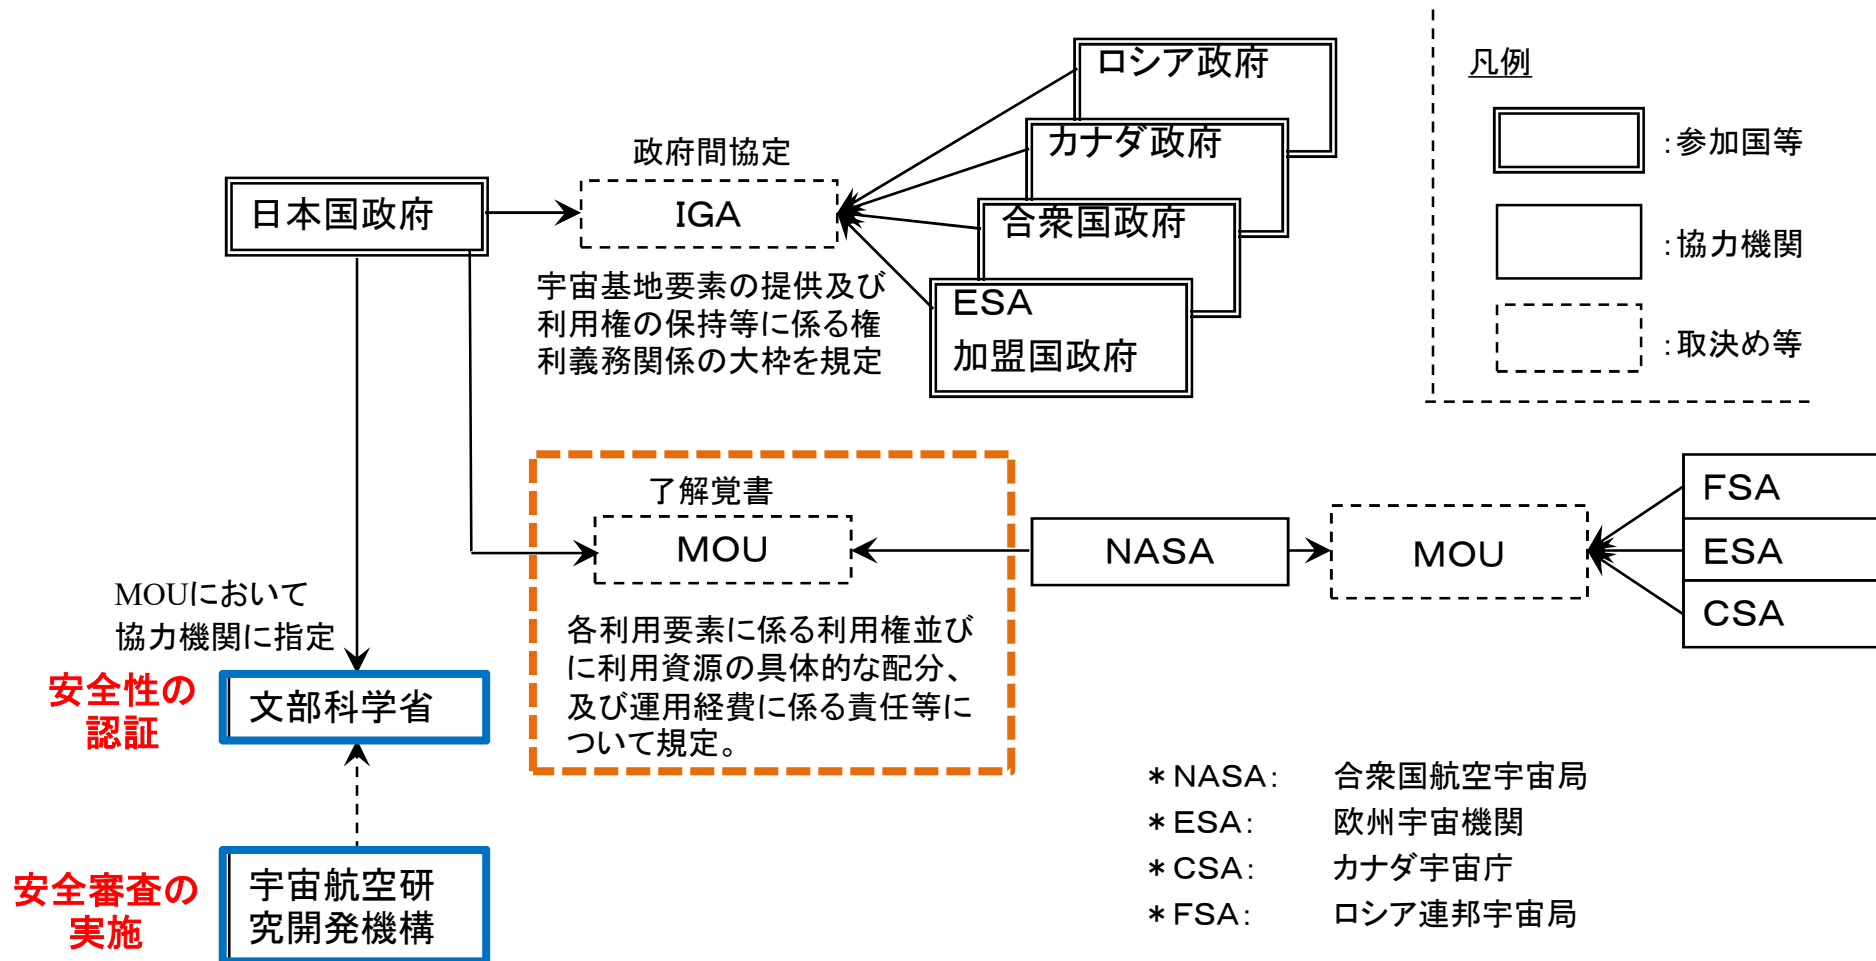 ロシア政府
カナダ政府
合衆国政府
ESA
加盟国政府
政府間協定
IGA
日本国政府
宇宙基地要素の提供及び
利用権の保持等に係る権
利義務関係の大枠を規定
凡例
:参加国等
:協力機関
:取決め等
了解覚書
MOU
各利用要素に係る利用権並び
に利用資源の具体的な配分、
及び運用経費に係る責任等に
ついて規定。
NASA
MOU
FSA
ESA
CSA
MOUにおいて
協力機関に指定
安全性の
認証
文部科学省
安全審査の
実施
宇宙航空研
究開発機構
*NASA: 合衆国航空宇宙局
*ESA: 欧州宇宙機関
*CSA: カナダ宇宙庁
*FSA: ロシア連邦宇宙局